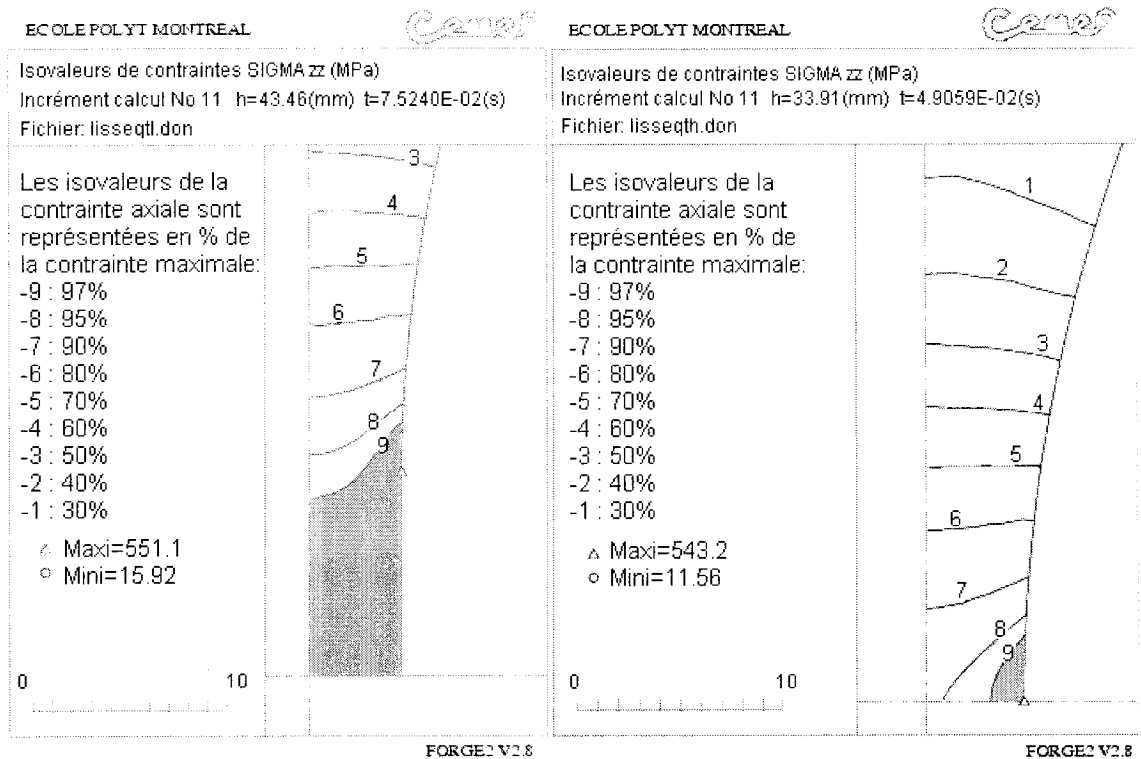 ECOLE POLYT MONTREAL
Cemef
Isovaleurs de contraintes SIGMA zz (MPa)
Incrément calcul No 11 h=43.46(mm) t=7.5240E-02(s)
Fichier: lisseqtl.don
Les isovaleurs de la
contrainte axiale sont
représentées en % de
la contrainte maximale:
-9 : 97%
-8 : 95%
-7 : 90%
-6 : 80%
-5 : 70%
-4 : 60%
-3 : 50%
-2 : 40%
-1 : 30%
Maxi=551.1
Mini=15.92
0 10
3
4
5
6
7
8
9
FORGE2 V2.8
ECOLE POLYT MONTREAL
Cemef
Isovaleurs de contraintes SIGMA zz (MPa)
Incrément calcul No 11 h=33.91(mm) t=4.9059E-02(s)
Fichier: lisseqth.don
Les isovaleurs de la
contrainte axiale sont
représentées en % de
la contrainte maximale:
-9 : 97%
-8 : 95%
-7 : 90%
-6 : 80%
-5 : 70%
-4 : 60%
-3 : 50%
-2 : 40%
-1 : 30%
Maxi=543.2
Mini=11.56
0 10
1
2
3
4
5
6
7
8
9
FORGE2 V2.8